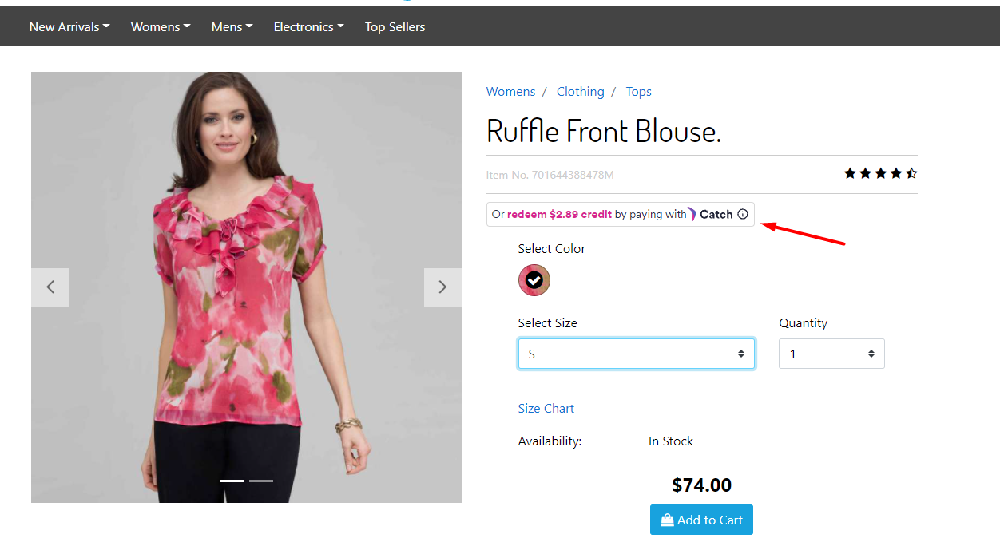 New Arrivals Womens Mens Electronics Top Sellers
Womens / Clothing / Tops
Ruffle Front Blouse.
Item No. 701644388478M
Or redeem $2.89 credit by paying with Catch
Select Color
Select Size Quantity
S 1
Size Chart
Availability: In Stock
$74.00
Add to Cart